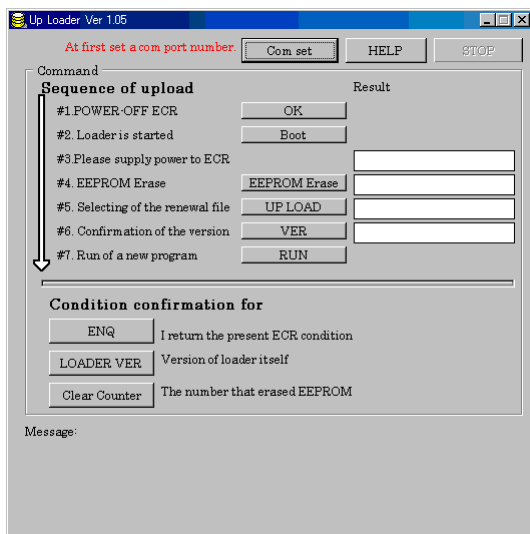 Up Loader Ver 1.05
At first set a com port number. Com set HELP STOP
Command
Sequence of upload Result
#1.POWER-OFF ECR OK
#2. Loader is started Boot
#3.Please supply power to ECR
#4. EEPROM Erase EEPROM Erase
#5. Selecting of the renewal file UP LOAD
#6. Confirmation of the version VER
#7. Run of a new program RUN
Condition confirmation for
ENQ I return the present ECR condition
LOADER VER Version of loader itself
Clear Counter The number that erased EEPROM
Message: